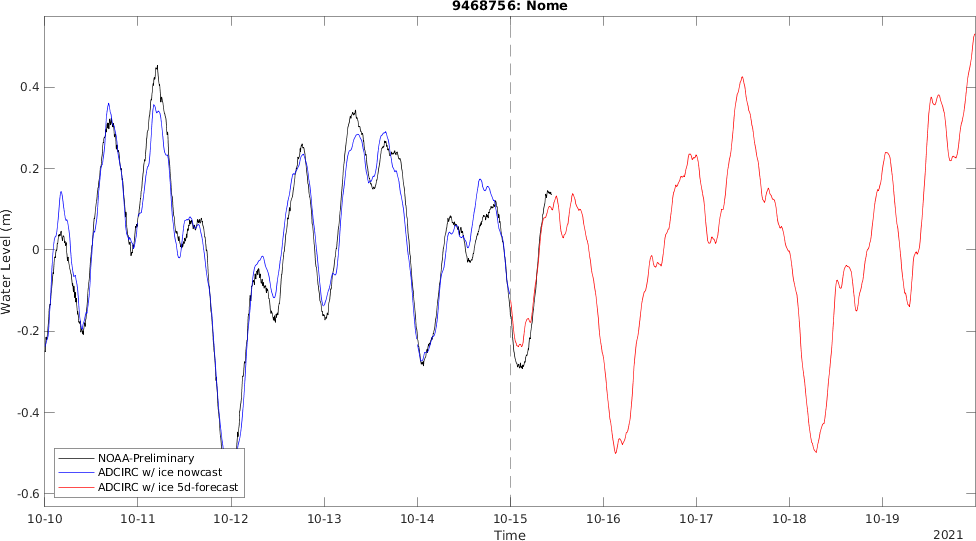 9468756: Nome
Water Level (m)
0.4
0.2
0
-0.2
-0.4
-0.6
NOAA-Preliminary
ADCIRC w/ ice nowcast
ADCIRC w/ ice 5d-forecast
10-10 10-11 10-12 10-13 10-14 10-15 10-16 10-17 10-18 10-19
Time
2021